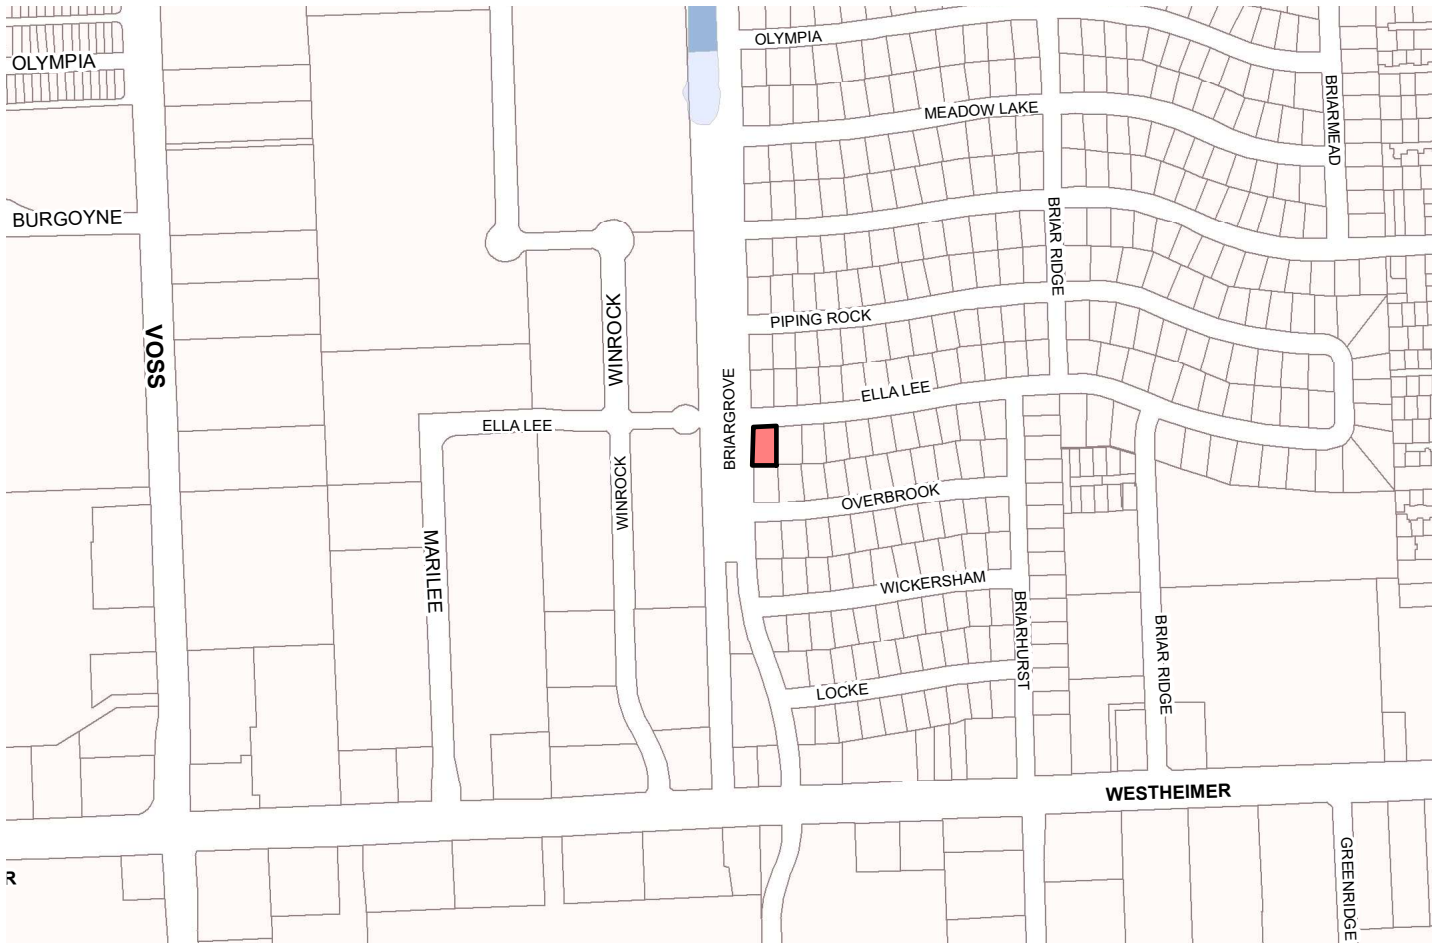 OLYMPIA
OLYMPIA
MEADOW LAKE
BRIARMEAD
BURGOYNE
BRIAR RIDGE
WINROCK
PIPING ROCK
VOSS
BRIARGROVE
ELLA LEE
ELLA LEE
WINROCK
OVERBROOK
MARILEE
WICKERSHAM
BRIARHURST
BRIAR RIDGE
LOCKE
WESTHEIMER
GREENRIDGE
R